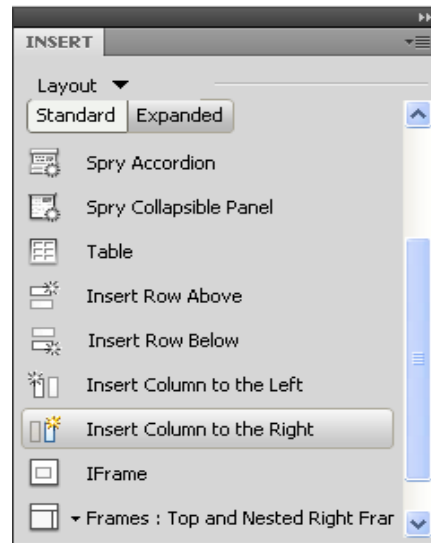 INSERT
Layout
Standard Expanded
Spry Accordion
Spry Collapsible Panel
Table
Insert Row Above
Insert Row Below
Insert Column to the Left
Insert Column to the Right
IFrame
Frames : Top and Nested Right Frar